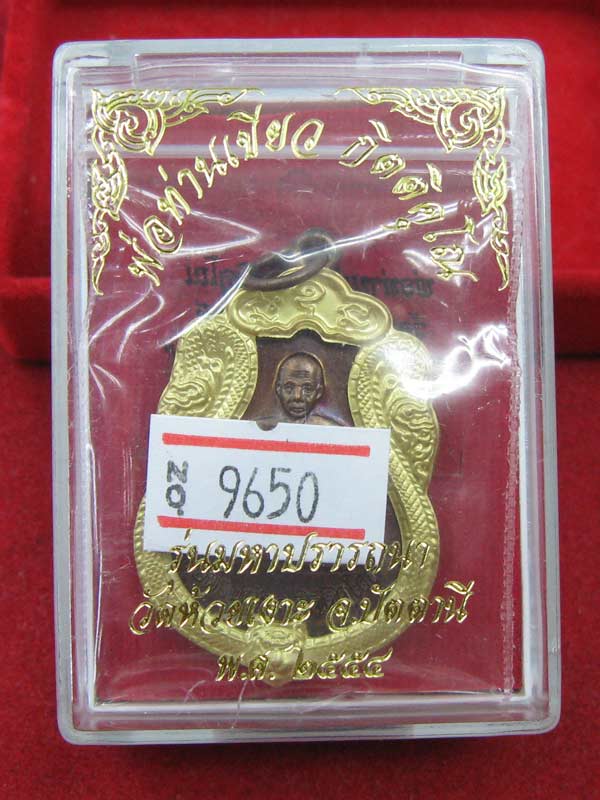 พ่อท่านเขียว กิตติคุโณ
NO.
9650
รุ่นมหาปรารถนา
วัดห้วยเงาะ จ.ปัตตานี
พ.ศ. ๒๕๕๔